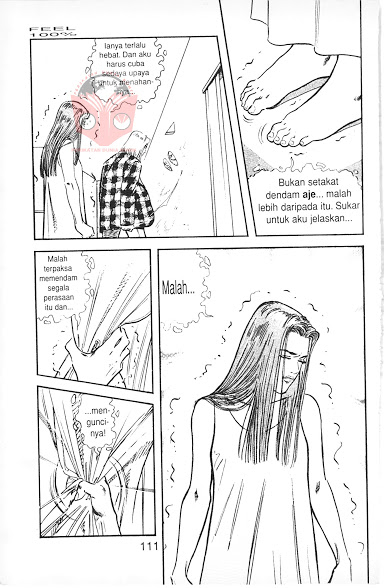 FEEL
100%
Ianya terlalu
hebat. Dan aku
harus cuba
sedaya upaya
untuk menahan-
nya...
Bukan setakat
dendam aje... malah
lebih daripada itu. Sukar
untuk aku jelaskan...
Malah
terpaksa
memendam
segala
perasaan
itu dan...
Malah...
...men-
gunci-
nya!
111